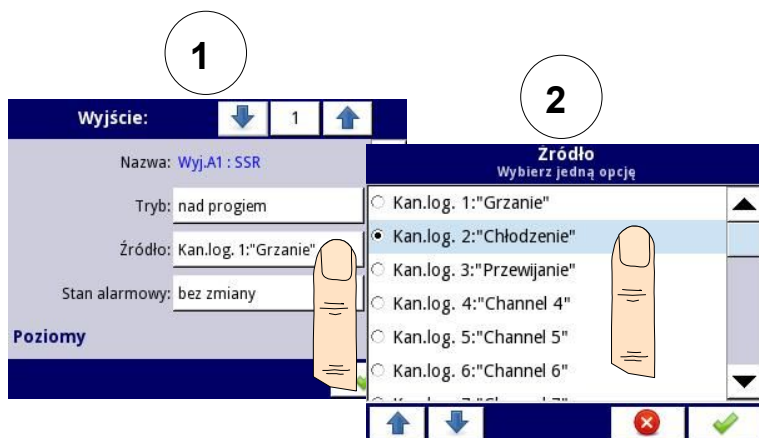 1
Wyjście: 1
Nazwa: Wyj.A1 : SSR
Tryb: nad progiem
Źródło: Kan.log. 1:"Grzanie"
Stan alarmowy: bez zmiany
Poziomy
2
Źródło
Wybierz jedną opcję
Kan.log. 1:"Grzanie"
Kan.log. 2:"Chłodzenie"
Kan.log. 3:"Przewijanie"
Kan.log. 4:"Channel 4"
Kan.log. 5:"Channel 5"
Kan.log. 6:"Channel 6"